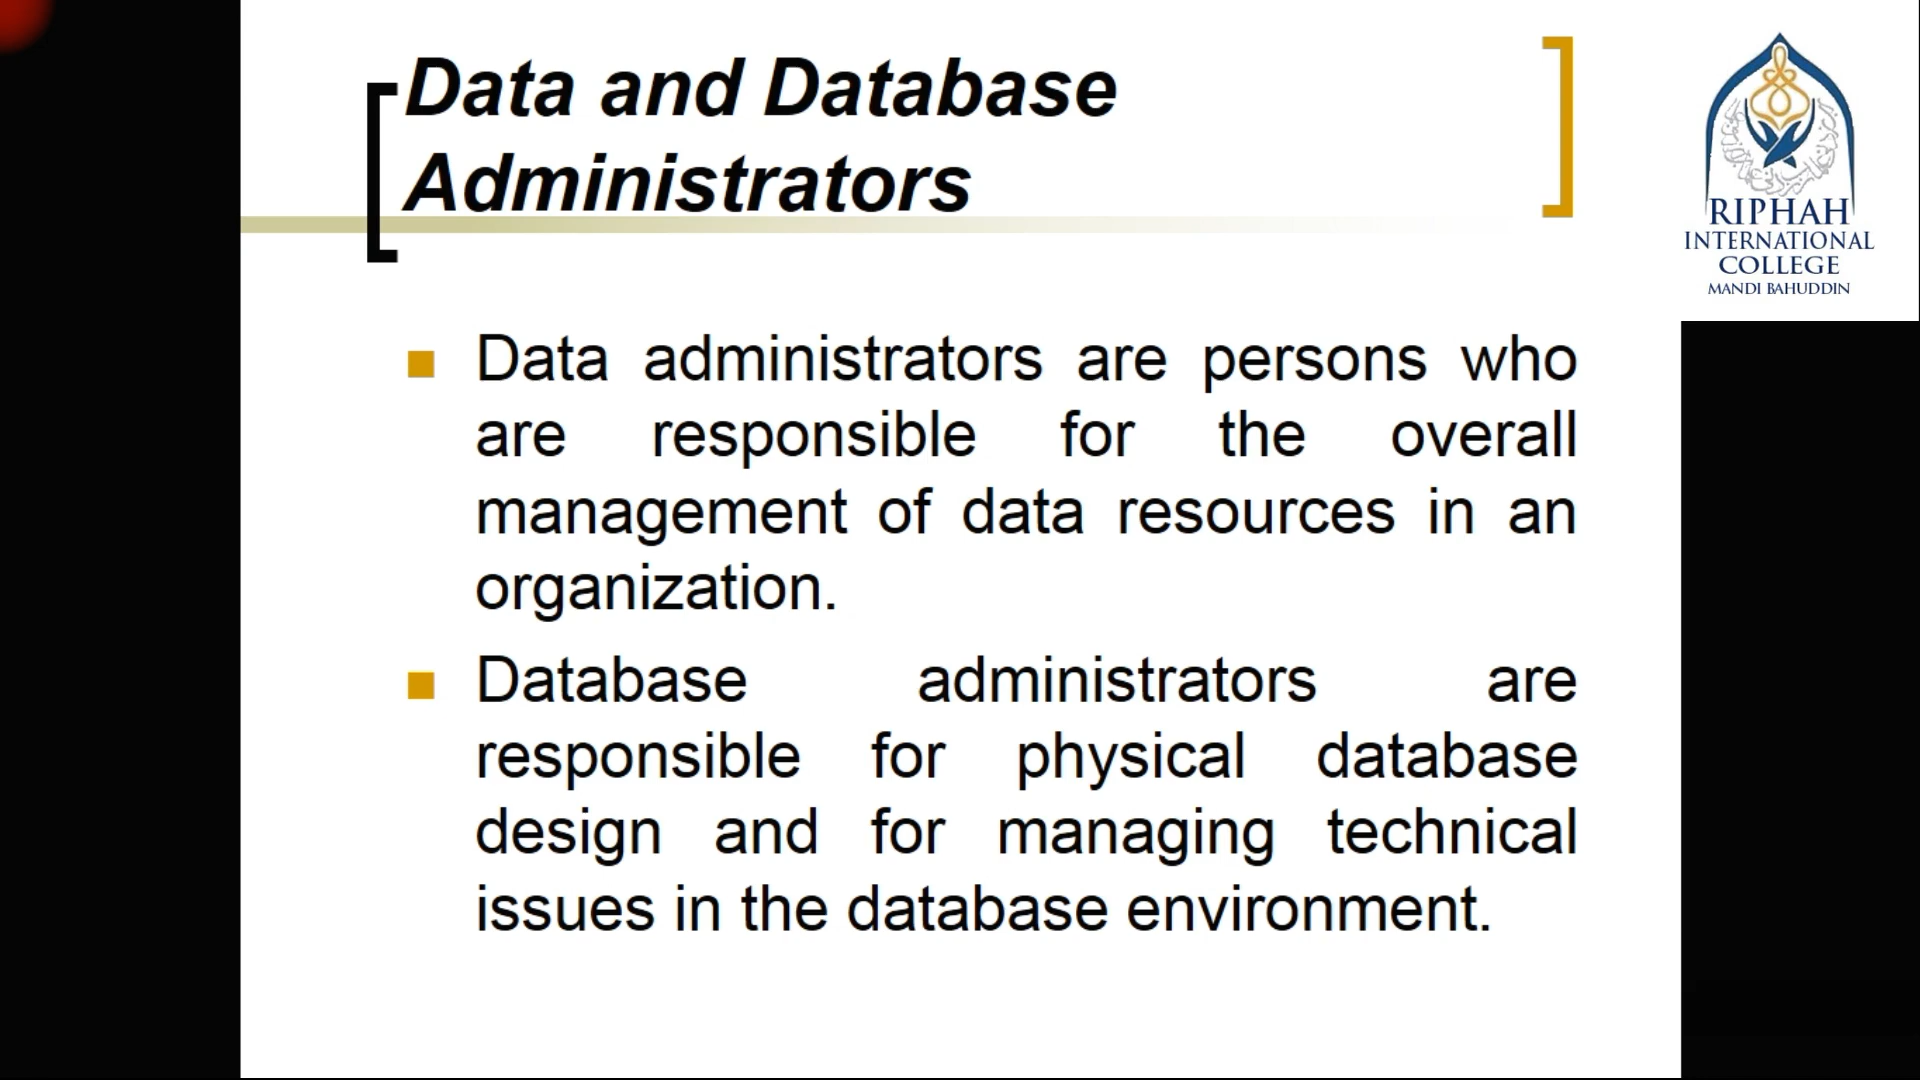 Data and Database
Administrators
RIPHAH
INTERNATIONAL
COLLEGE
MANDI BAHUDDIN
Data administrators are persons who
are responsible for the overall
management of data resources in an
organization.
Database administrators are
responsible for physical database
design and for managing technical
issues in the database environment.